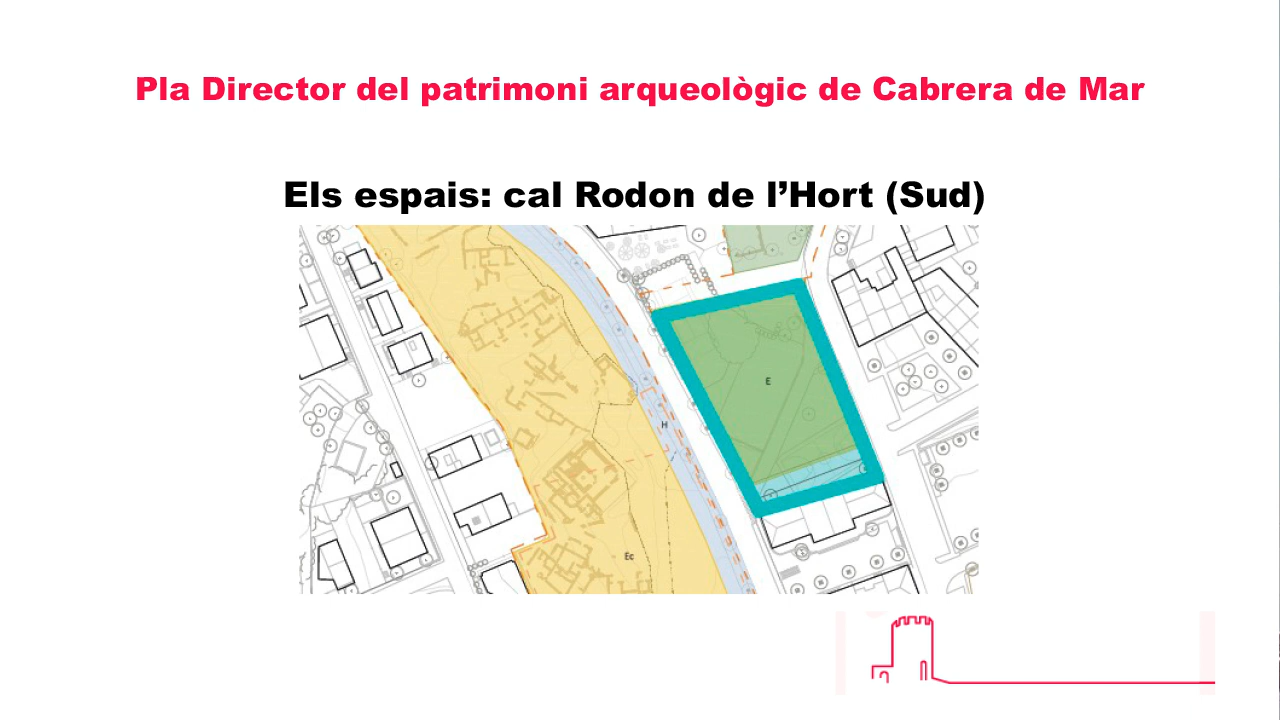 Pla Director del patrimoni arqueològic de Cabrera de Mar
Els espais: cal Rodon de l’Hort (Sud)
E
H
Ec